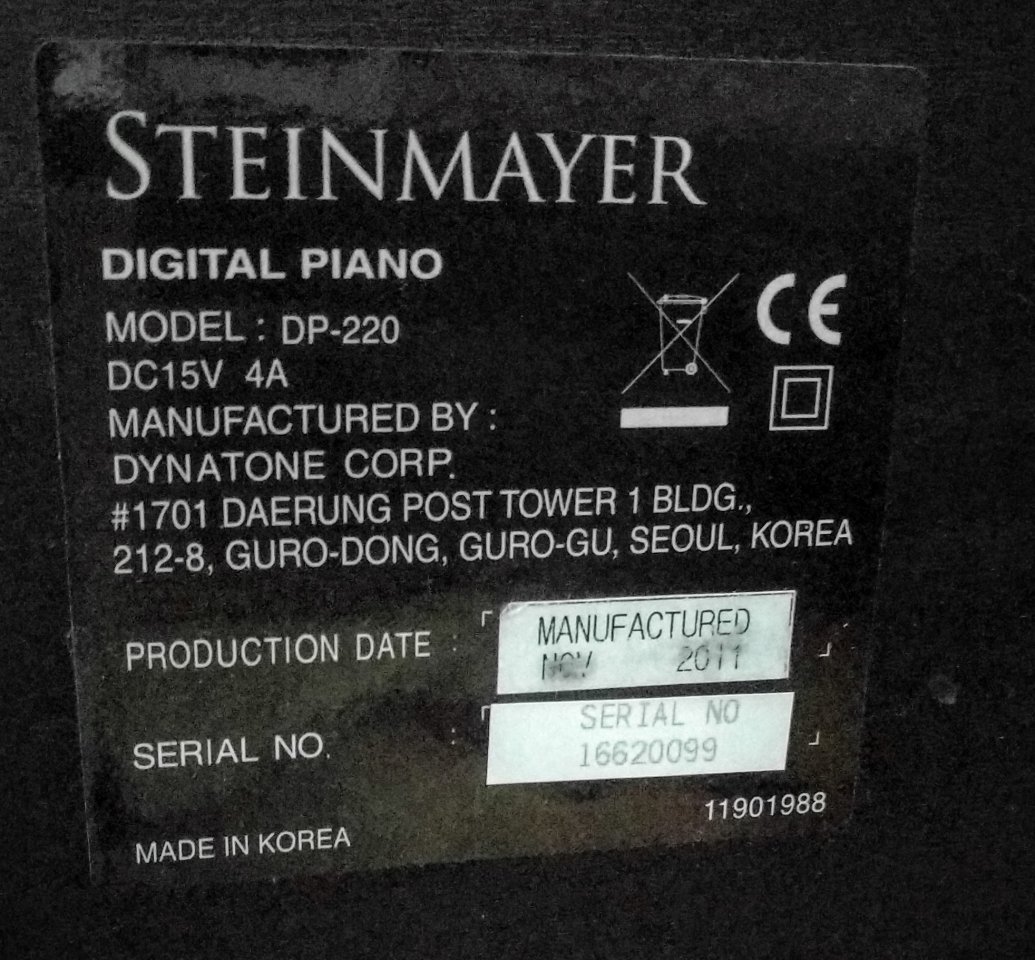 STEINMAYER
DIGITAL PIANO
MODEL : DP-220
DC15V 4A
MANUFACTURED BY :
DYNATONE CORP.
#1701 DAERUNG POST TOWER 1 BLDG.,
212-8, GURO-DONG, GURO-GU, SEOUL, KOREA
CE
PRODUCTION DATE :
MANUFACTURED
NOV 2011
SERIAL NO. :
SERIAL NO
16620099
11901988
MADE IN KOREA